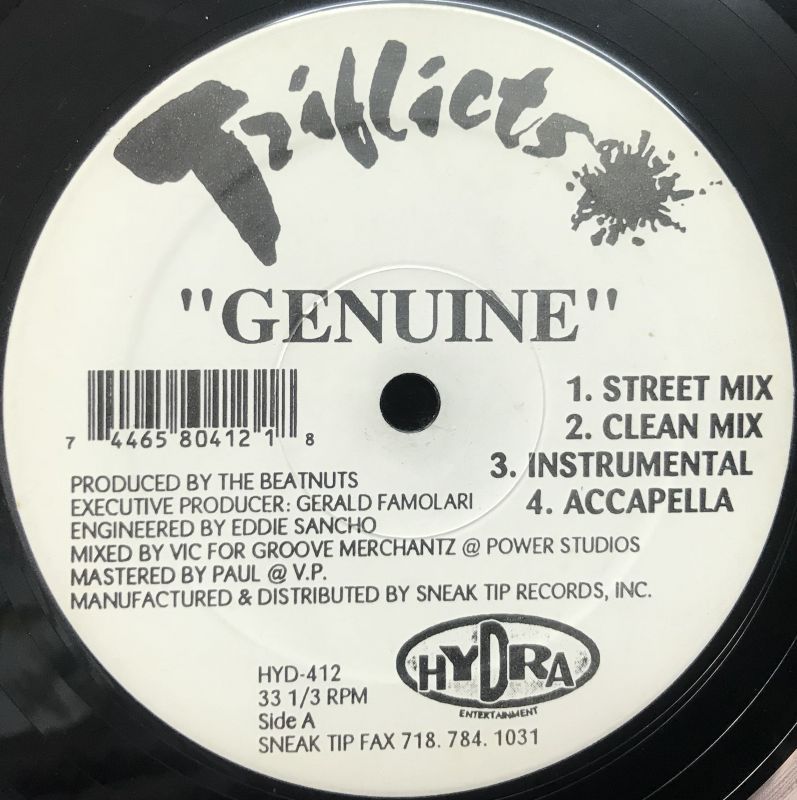 Triflicts
"GENUINE"
1. STREET MIX
2. CLEAN MIX
3. INSTRUMENTAL
4. ACCAPELLA
7 44658 04121 8
PRODUCED BY THE BEATNUTS
EXECUTIVE PRODUCER: GERALD FAMOLARI
ENGINEERED BY EDDIE SANCHO
MIXED BY VIC FOR GROOVE MERCHANTZ @ POWER STUDIOS
MASTERED BY PAUL @ V.P.
MANUFACTURED & DISTRIBUTED BY SNEAK TIP RECORDS, INC.
HYDRA
ENTERTAINMENT
HYD-412
33 1/3 RPM
Side A
SNEAK TIP FAX 718. 784. 1031